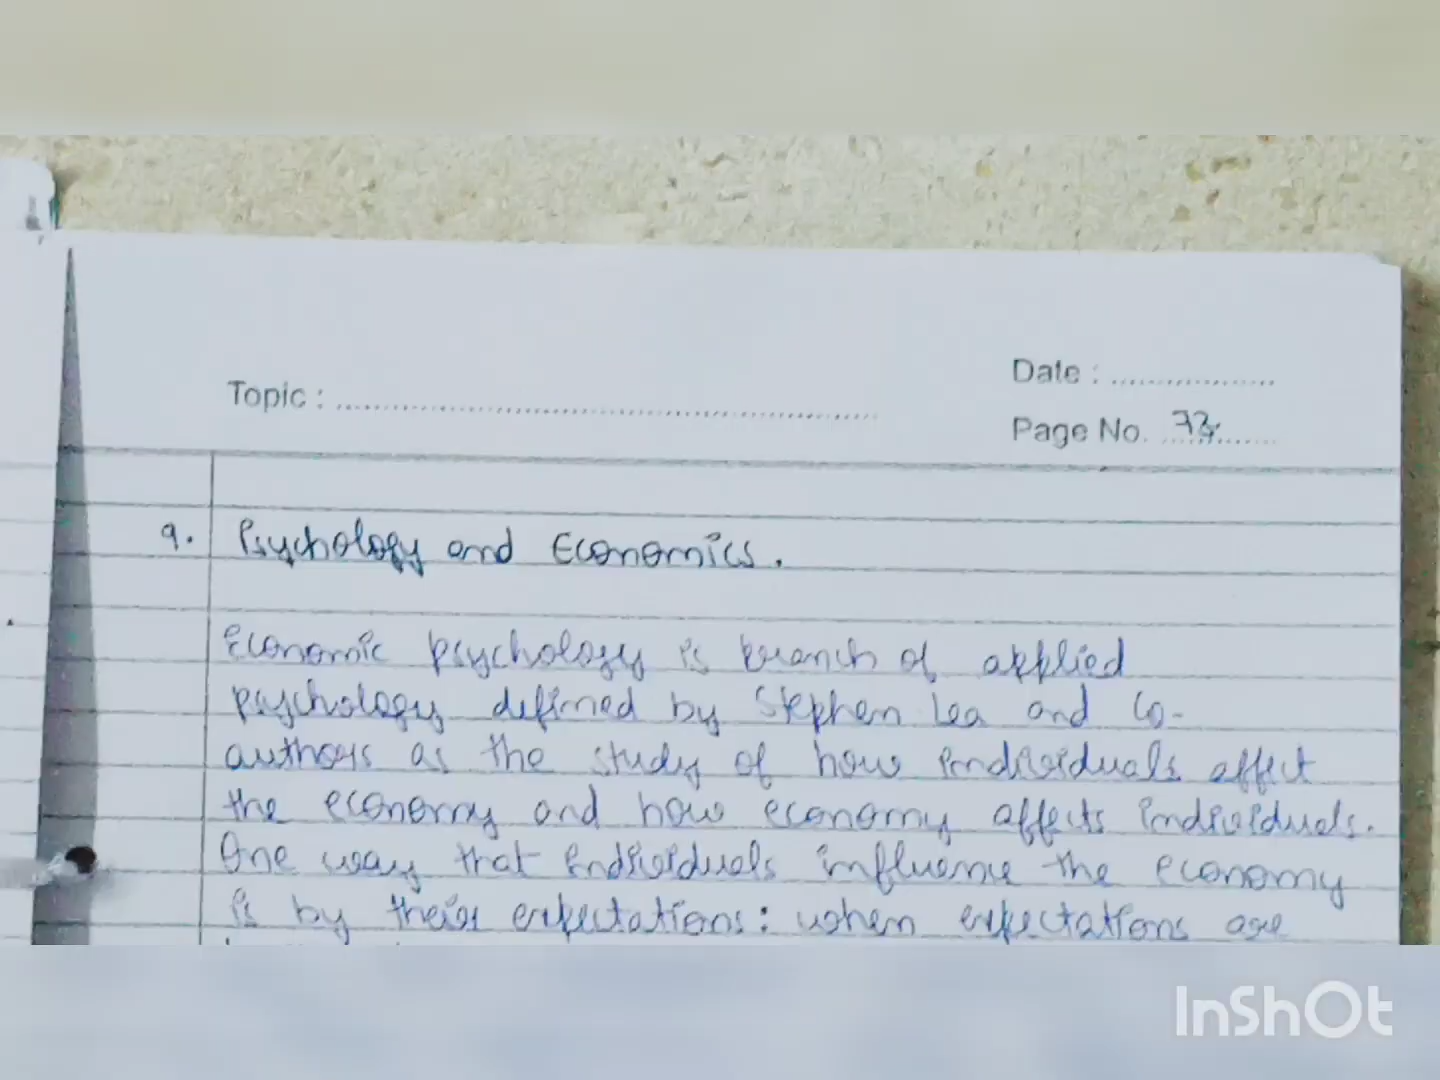 Topic : ..........
Date : ..........
Page No. 73.
9. Psychology and Economics.
Economic psychology is branch of applied
psychology defined by Stephen Lea and Co-
authors as the study of how individuals affect
the economy and how economy affects individuals.
One way that individuals influence the economy
is by their expectations: when expectations are
InShOt